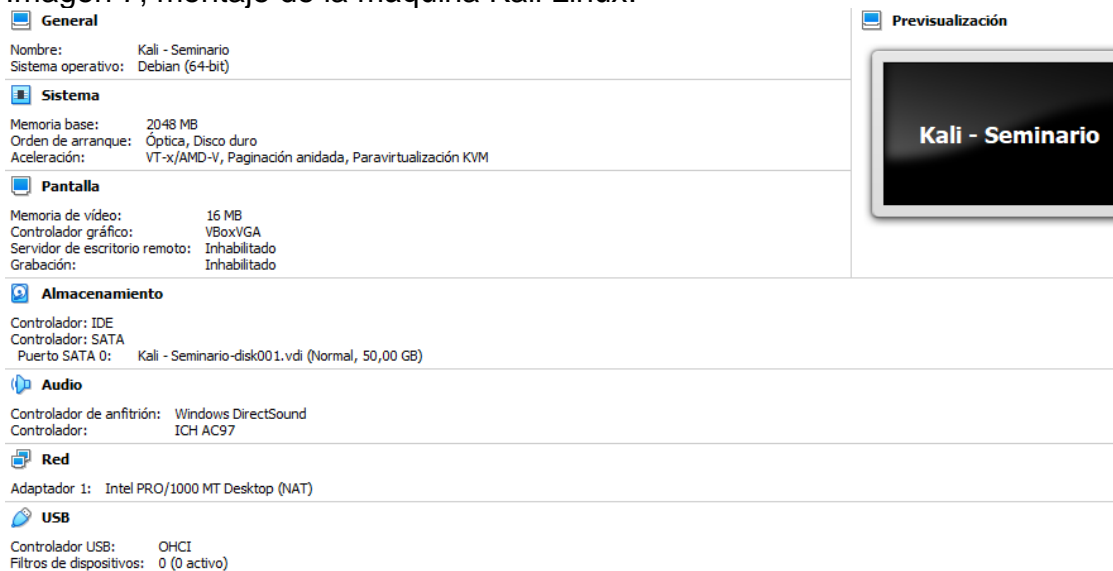 Imagen 7, montaje de la maquina Kali Linux.
General
Nombre: Kali - Seminario
Sistema operativo: Debian (64-bit)
Sistema
Memoria base: 2048 MB
Orden de arranque: Óptica, Disco duro
Aceleración: VT-x/AMD-V, Paginación anidada, Paravirtualización KVM
Pantalla
Memoria de vídeo: 16 MB
Controlador gráfico: VBoxVGA
Servidor de escritorio remoto: Inhabilitado
Grabación: Inhabilitado
Previsualización
Kali - Seminario
Almacenamiento
Controlador: IDE
Controlador: SATA
Puerto SATA 0: Kali - Seminario-disk001.vdi (Normal, 50,00 GB)
Audio
Controlador de anfitrión: Windows DirectSound
Controlador: ICH AC97
Red
Adaptador 1: Intel PRO/1000 MT Desktop (NAT)
USB
Controlador USB: OHCI
Filtros de dispositivos: 0 (0 activo)